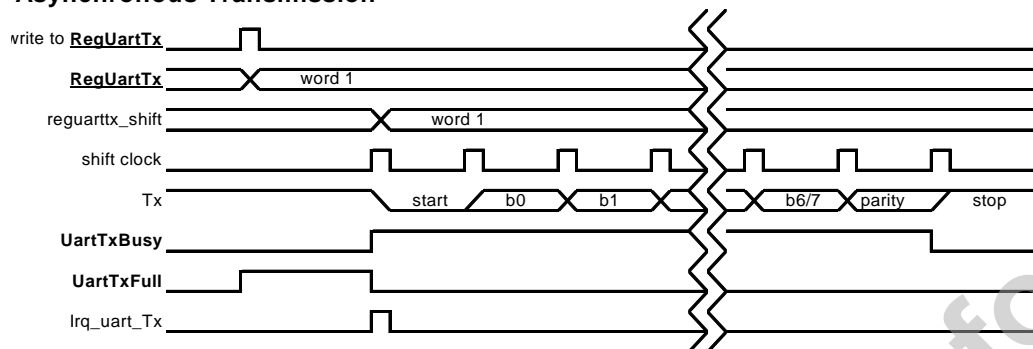 Asynchronous Transmission
write to RegUartTx
RegUartTx word 1
reguarttx_shift word 1
shift clock
Tx start b0 b1 b6/7 parity stop
UartTxBusy
UartTxFull
Irq_uart_Tx